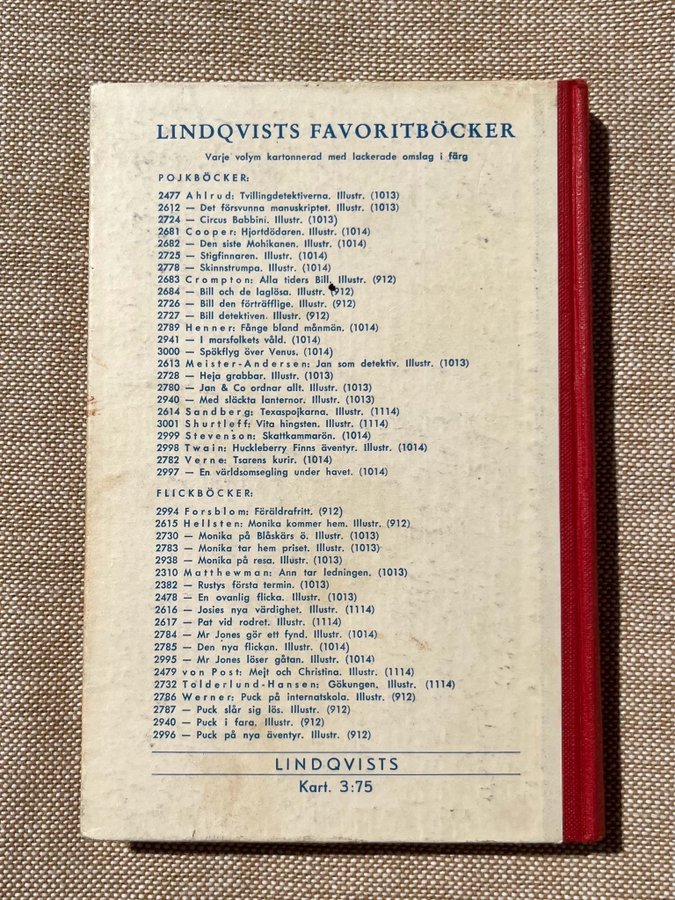 LINDQVISTS FAVORITBÖCKER
Varje volym kartonnerad med lackerade omslag i färg
POJKBÖCKER:
2477 Ahlrud: Tvillingdetektiverna. Illustr. (1013)
2612 — Det försvunna manuskriptet. Illustr. (1013)
2724 — Circus Babbini. Illustr. (1013)
2681 Cooper: Hjortdödaren. Illustr. (1014)
2682 — Den siste Mohikanen. Illustr. (1014)
2725 — Stigfinnaren. Illustr. (1014)
2778 — Skinnstrumpa. Illustr. (1014)
2683 Crompton: Alla tiders Bill. Illustr. (912)
2684 — Bill och de laglösa. Illustr. (912)
2726 — Bill den förträfflige. Illustr. (912)
2727 — Bill detektiven. Illustr. (912)
2789 Henner: Fånge bland månmän. (1014)
2941 — I marsfolkets våld. (1014)
3000 — Spökflyg över Venus. (1014)
2613 Meister-Andersen: Jan som detektiv. Illustr. (1013)
2728 — Heja grabbar. Illustr. (1013)
2780 — Jan & Co ordnar allt. Illustr. (1013)
2940 — Med släckta lanternor. Illustr. (1013)
2614 Sandberg: Texaspojkarna. Illustr. (1114)
3001 Shurtleff: Vita hingsten. Illustr. (1114)
2999 Stevenson: Skattkammarön. (1014)
2998 Twain: Huckleberry Finns äventyr. Illustr. (1014)
2782 Verne: Tsarens kurir. (1014)
2997 — En världsomsegling under havet. (1014)
FLICKBÖCKER:
2994 Forsblom: Föräldrafritt. (912)
2615 Hellsten: Monika kommer hem. Illustr. (912)
2730 — Monika på Blåskärs ö. Illustr. (1013)
2783 — Monika tar hem priset. Illustr. (1013)
2938 — Monika på resa. Illustr. (1013)
2310 Matthewman: Ann tar ledningen. (1013)
2382 — Rustys första termin. Illustr. (1013)
2478 — En ovanlig flicka. Illustr. (1013)
2616 — Josies nya värdighet. Illustr. (1114)
2617 — Pat vid rodret. Illustr. (1114)
2784 — Mr Jones gör ett fynd. Illustr. (1014)
2785 — Den nya flickan. Illustr. (1014)
2995 — Mr Jones löser gåtan. Illustr. (1014)
2479 von Post: Mejt och Christina. Illustr. (1114)
2732 Tolderlund-Hansen: Gökungen. Illustr. (1114)
2786 Werner: Puck på internatskola. Illustr. (912)
2787 — Puck slår sig lös. Illustr. (912)
2940 — Puck i fara. Illustr. (912)
2996 — Puck på nya äventyr. Illustr. (912)
LINDQVISTS
Kart. 3:75